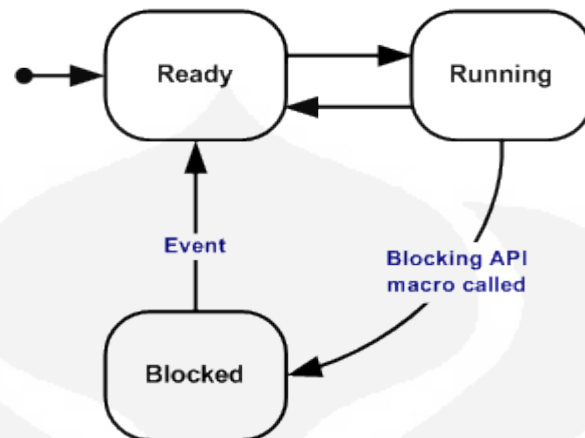 Ready
Running
Event
Blocking API
macro called
Blocked